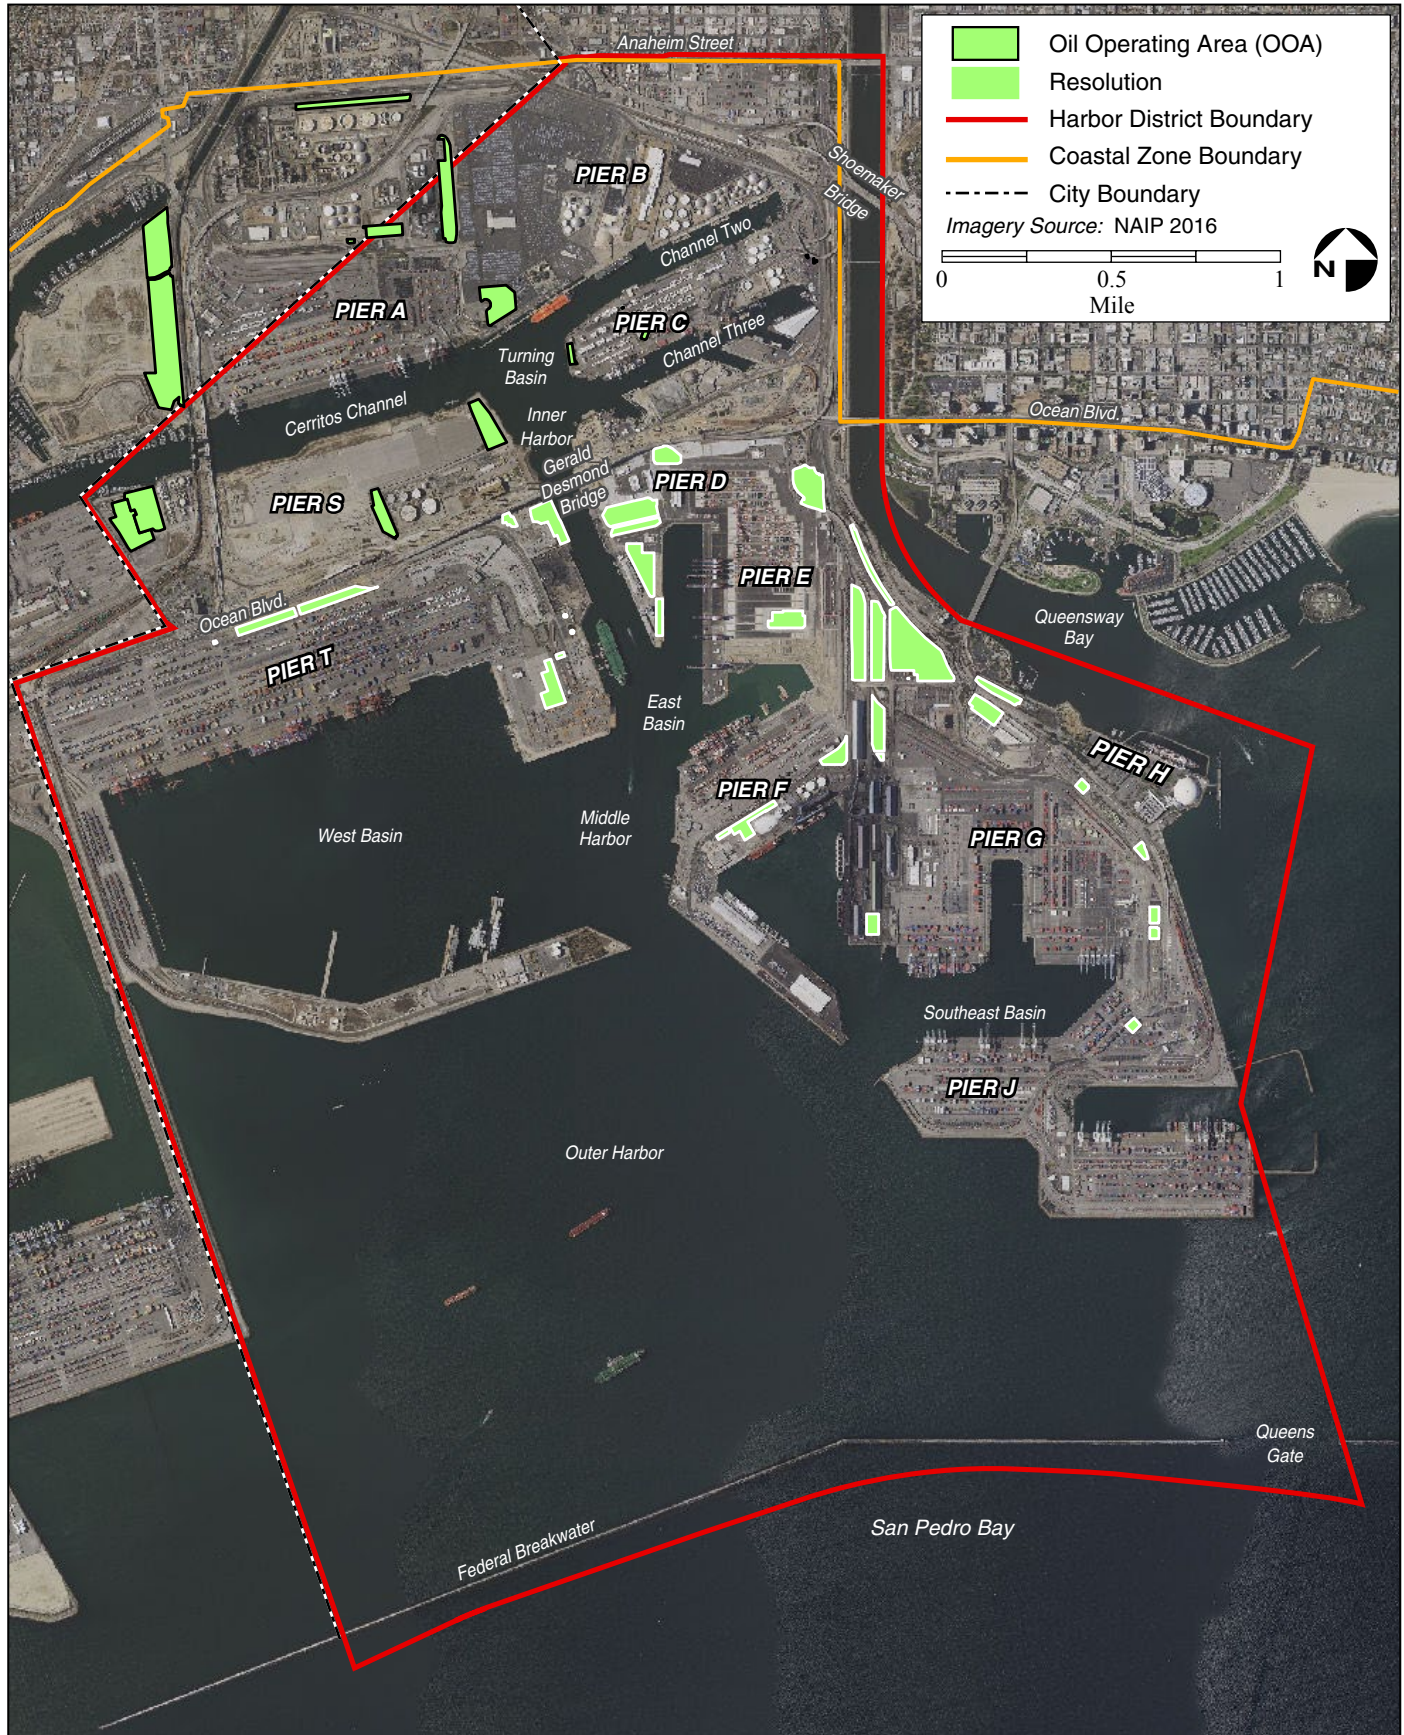 Anaheim Street
Oil Operating Area (OOA)
Resolution
Harbor District Boundary
Coastal Zone Boundary
City Boundary
Imagery Source: NAIP 2016
0 0.5 1
Mile
N
Shoemaker
Bridge
PIER B
Channel Two
PIER A
PIER C
Channel Three
Turning
Basin
Cerritos Channel
Inner
Harbor
Ocean Blvd.
Gerald
Desmond
Bridge
PIER D
PIER S
PIER E
Ocean Blvd.
Queensway
Bay
PIER T
East
Basin
PIER H
PIER F
West Basin
Middle
Harbor
PIER G
Southeast Basin
PIER J
Outer Harbor
Queens
Gate
San Pedro Bay
Federal Breakwater